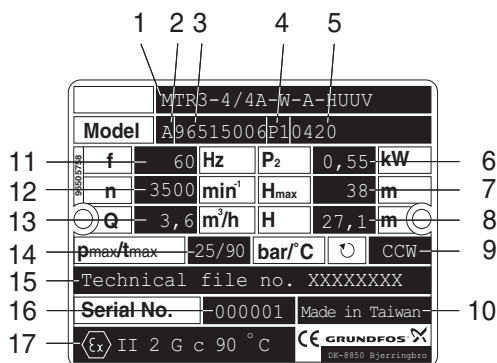 1 2 3 4 5
MTR3-4/4A-W-A-HUUV
Model A96515006P10420
96505758
11 f 60 Hz P2 0,55 kW 6
12 n 3500 min-1 Hmax 38 m 7
13 Q 3,6 m³/h H 27,1 m 8
14 pmax/tmax 25/90 bar/°C CCW 9
15 Technical file no. XXXXXXXX
16 Serial No. 000001 Made in Taiwan 10
17 Ex II 2 G c 90 °C CE GRUNDFOS
DK-8850 Bjerringbro